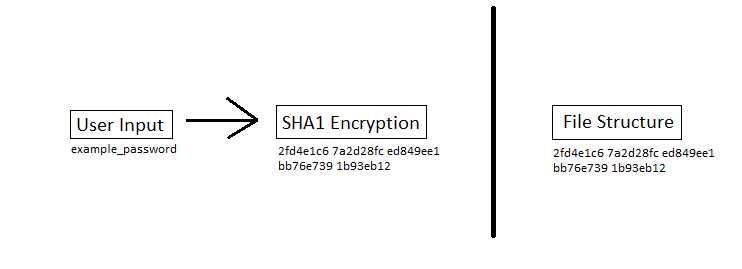 User Input
example_password
SHA1 Encryption
2fd4e1c6 7a2d28fc ed849ee1
bb76e739 1b93eb12
File Structure
2fd4e1c6 7a2d28fc ed849ee1
bb76e739 1b93eb12